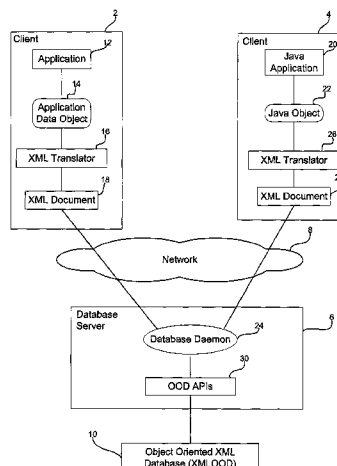 2
4
Client
Client
12
20
Application
Java Application
14
22
Application Data Object
Java Object
16
26
XML Translator
XML Translator
18
XML Document
XML Document
8
Network
Database Server
6
24
Database Daemon
30
OOD APIs
10
Object Oriented XML
Database (XMLOOD)